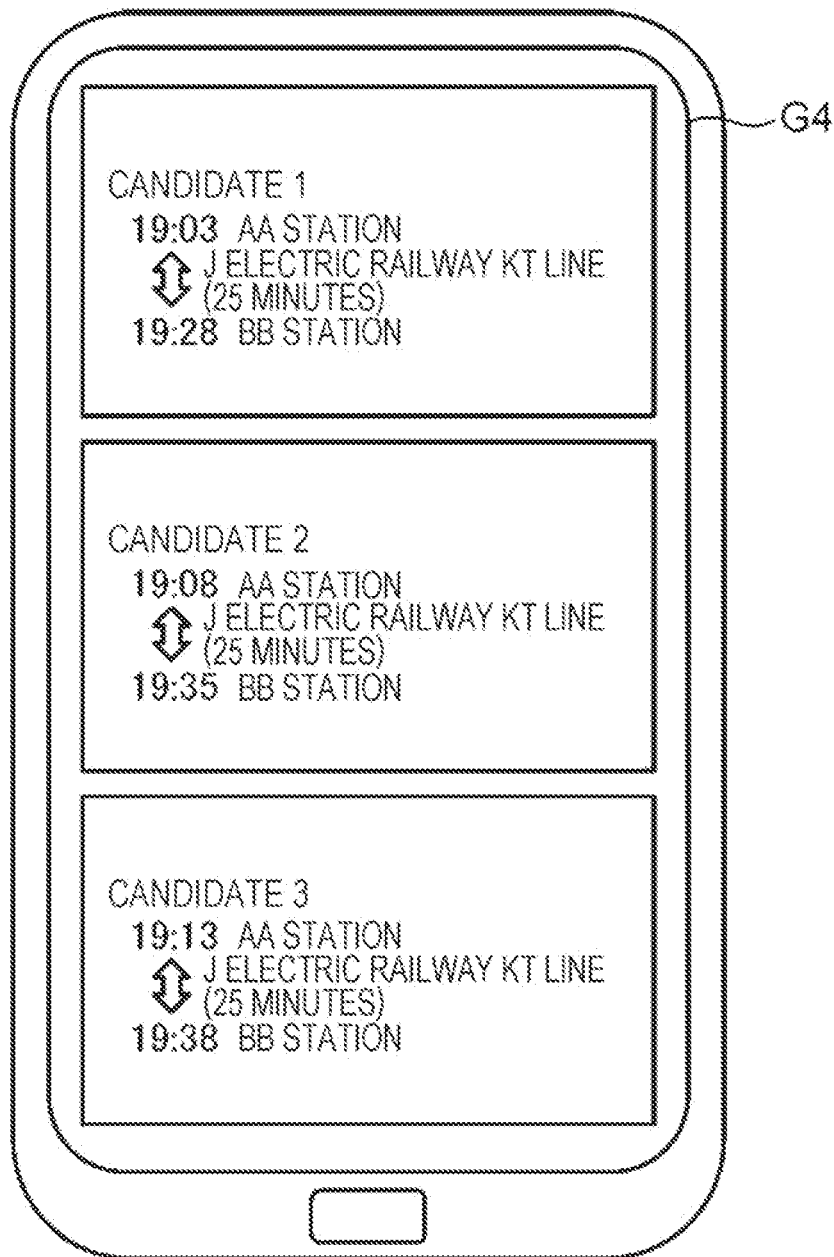 G4
CANDIDATE 1
19:03 AA STATION
J ELECTRIC RAILWAY KT LINE
(25 MINUTES)
19:28 BB STATION
CANDIDATE 2
19:08 AA STATION
J ELECTRIC RAILWAY KT LINE
(25 MINUTES)
19:35 BB STATION
CANDIDATE 3
19:13 AA STATION
J ELECTRIC RAILWAY KT LINE
(25 MINUTES)
19:38 BB STATION